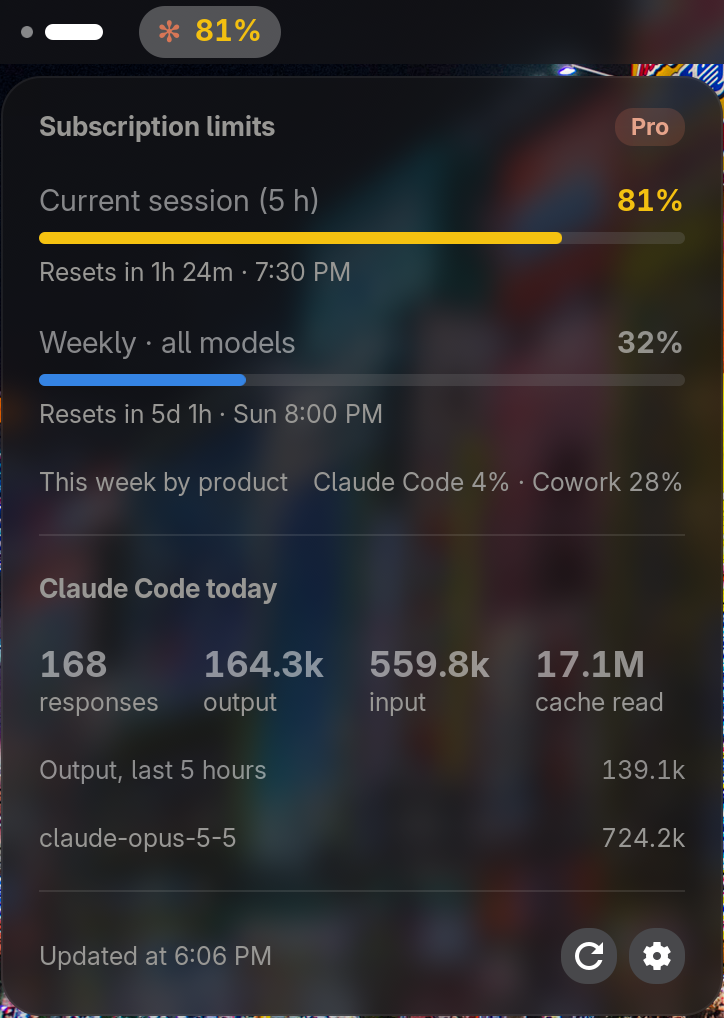 81%
Subscription limits Pro
Current session (5 h) 81%
Resets in 1h 24m · 7:30 PM
Weekly · all models 32%
Resets in 5d 1h · Sun 8:00 PM
This week by product Claude Code 4% · Cowork 28%
Claude Code today
168 164.3k 559.8k 17.1M
responses output input cache read
Output, last 5 hours 139.1k
claude-opus-5-5 724.2k
Updated at 6:06 PM